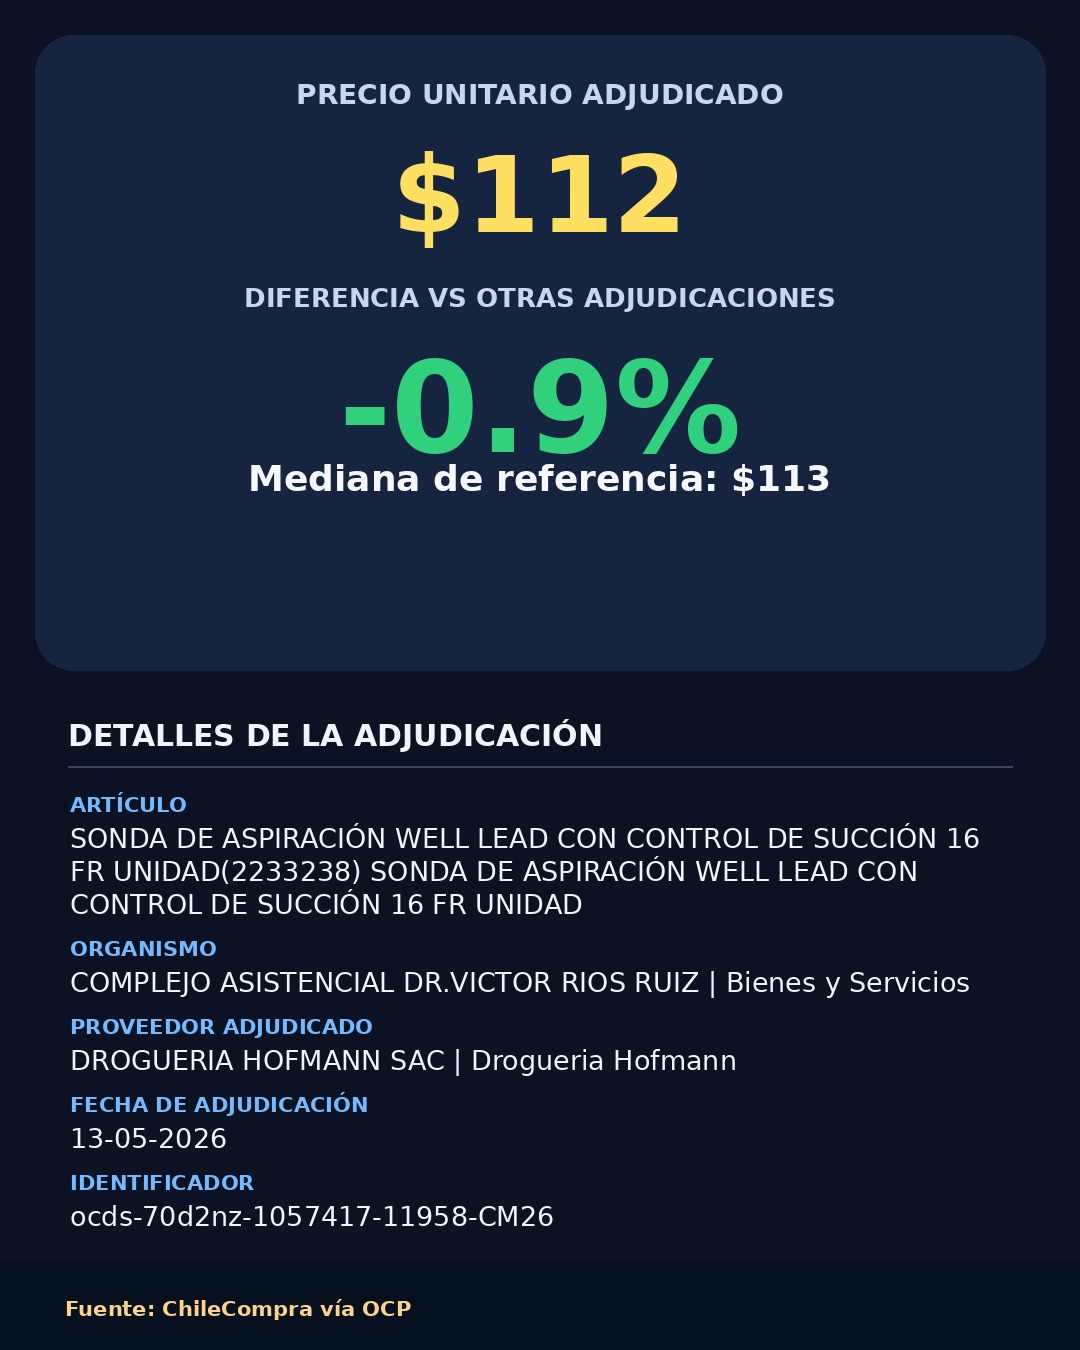 PRECIO UNITARIO ADJUDICADO
$112
DIFERENCIA VS OTRAS ADJUDICACIONES
-0.9%
Mediana de referencia: $113
DETALLES DE LA ADJUDICACIÓN
ARTÍCULO
SONDA DE ASPIRACIÓN WELL LEAD CON CONTROL DE SUCCIÓN 16
FR UNIDAD(2233238) SONDA DE ASPIRACIÓN WELL LEAD CON
CONTROL DE SUCCIÓN 16 FR UNIDAD
ORGANISMO
COMPLEJO ASISTENCIAL DR.VICTOR RIOS RUIZ | Bienes y Servicios
PROVEEDOR ADJUDICADO
DROGUERIA HOFMANN SAC | Drogueria Hofmann
FECHA DE ADJUDICACIÓN
13-05-2026
IDENTIFICADOR
ocds-70d2nz-1057417-11958-CM26
Fuente: ChileCompra vía OCP